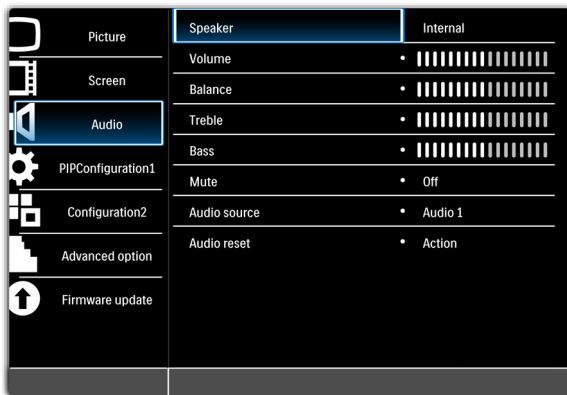 Picture
Screen
Audio
PIPConfiguration1
Configuration2
Advanced option
Firmware update
Speaker Internal
Volume •
Balance •
Treble •
Bass •
Mute • Off
Audio source • Audio 1
Audio reset • Action